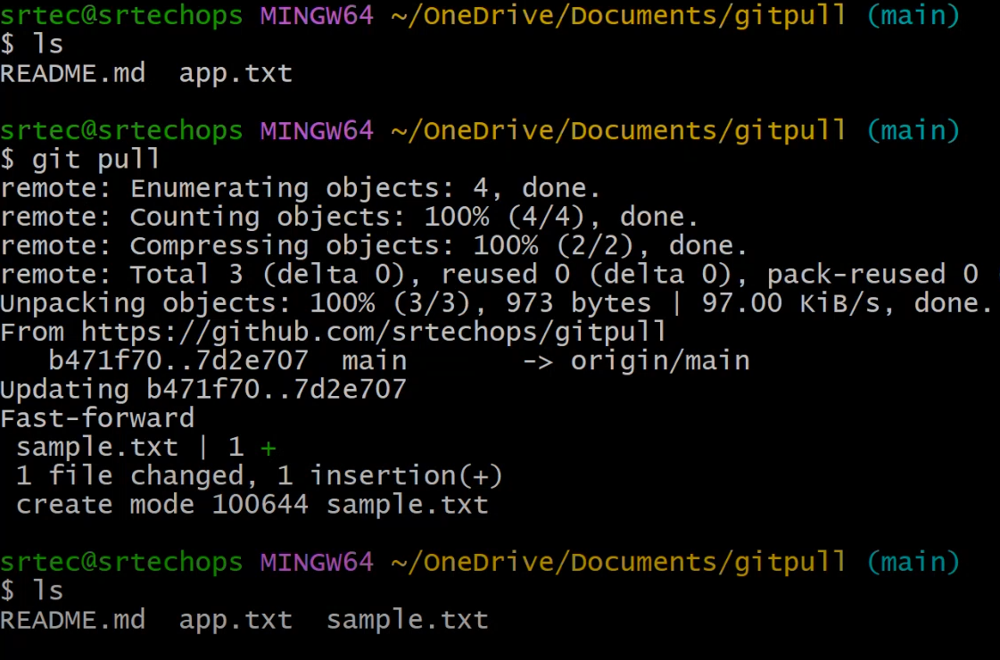 srtec@srtechops MINGW64 ~/OneDrive/Documents/gitpull (main)
$ ls
README.md  app.txt
srtec@srtechops MINGW64 ~/OneDrive/Documents/gitpull (main)
$ git pull
remote: Enumerating objects: 4, done.
remote: Counting objects: 100% (4/4), done.
remote: Compressing objects: 100% (2/2), done.
remote: Total 3 (delta 0), reused 0 (delta 0), pack-reused 0
Unpacking objects: 100% (3/3), 973 bytes | 97.00 KiB/s, done.
From https://github.com/srtechops/gitpull
   b471f70..7d2e707  main       -> origin/main
Updating b471f70..7d2e707
Fast-forward
 sample.txt | 1 +
 1 file changed, 1 insertion(+)
 create mode 100644 sample.txt
srtec@srtechops MINGW64 ~/OneDrive/Documents/gitpull (main)
$ ls
README.md  app.txt  sample.txt